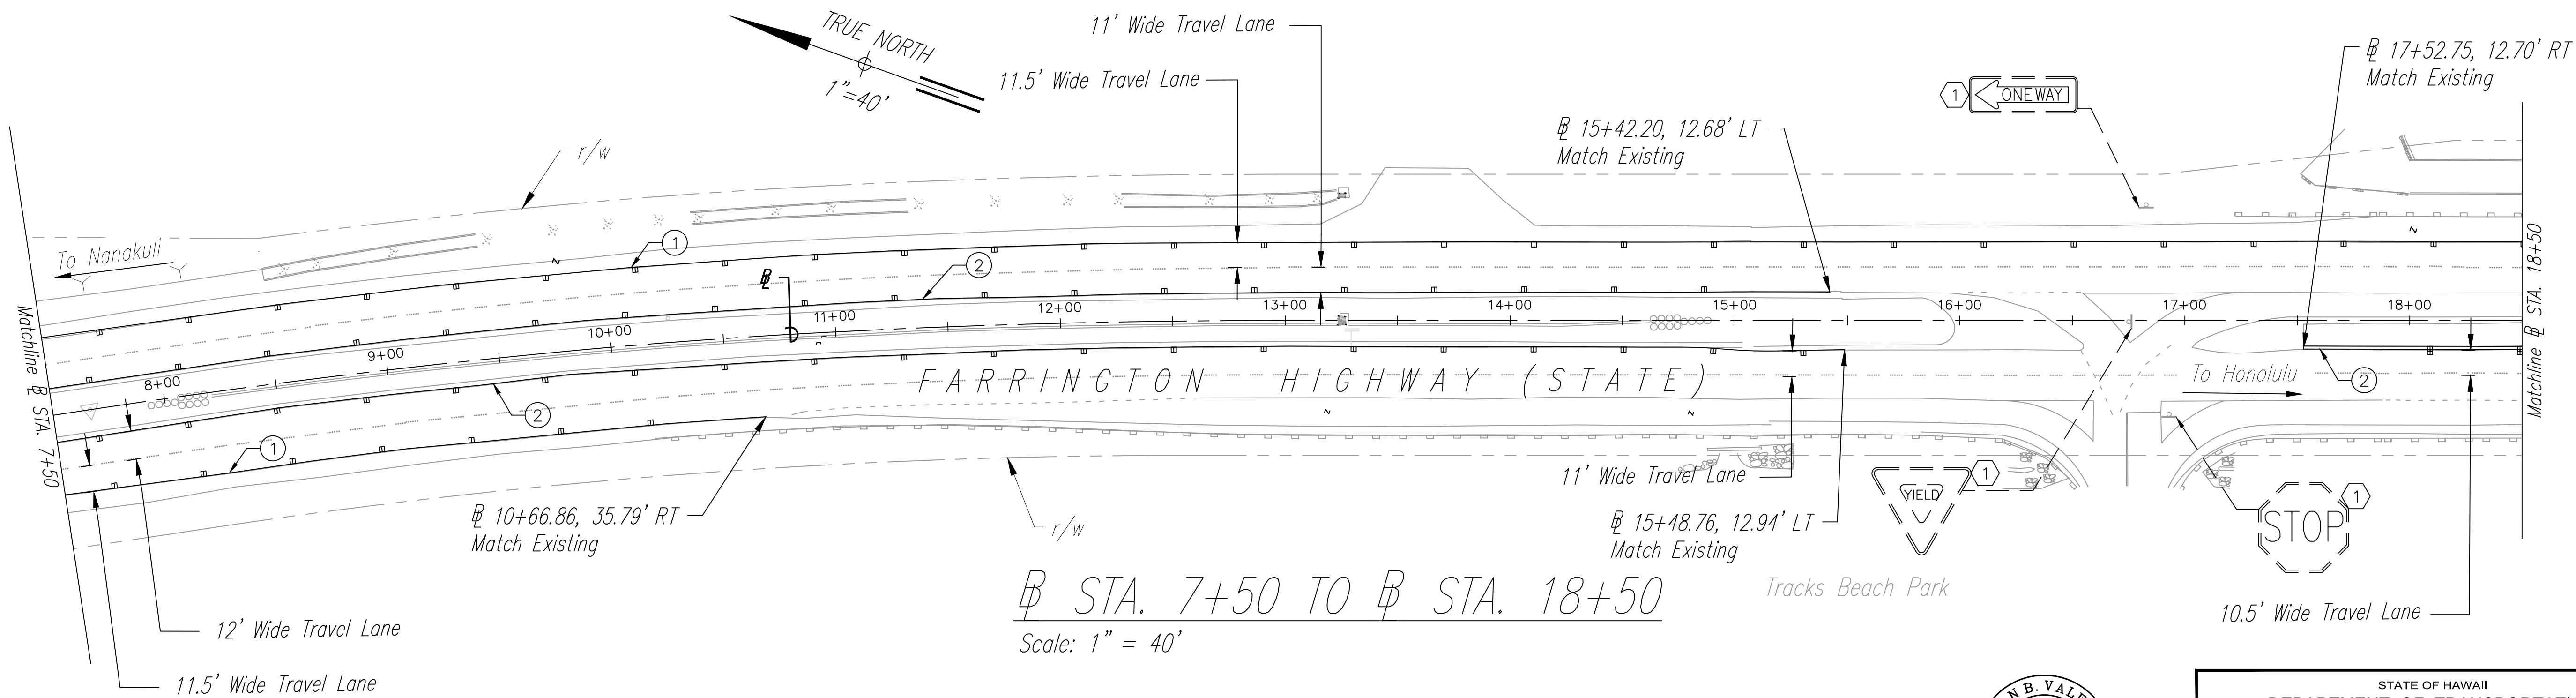 TRUE NORTH
1"=40'
11' Wide Travel Lane
11.5' Wide Travel Lane
℄ 17+52.75, 12.70' RT
Match Existing
1
ONEWAY
℄ 15+42.20, 12.68' LT
Match Existing
r/w
To Nanakuli
1
2
℄
8+00
9+00
10+00
11+00
12+00
13+00
14+00
15+00
16+00
17+00
18+00
Matchline ℄ STA. 7+50
Matchline ℄ STA. 18+50
FARRINGTON HIGHWAY (STATE)
To Honolulu
2
2
1
11' Wide Travel Lane
YIELD
1
STOP
1
℄ 10+66.86, 35.79' RT
Match Existing
r/w
℄ 15+48.76, 12.94' LT
Match Existing
Tracks Beach Park
12' Wide Travel Lane
11.5' Wide Travel Lane
10.5' Wide Travel Lane
℄ STA. 7+50 TO ℄ STA. 18+50
Scale: 1" = 40'
N B. VALE
STATE OF HAWAII